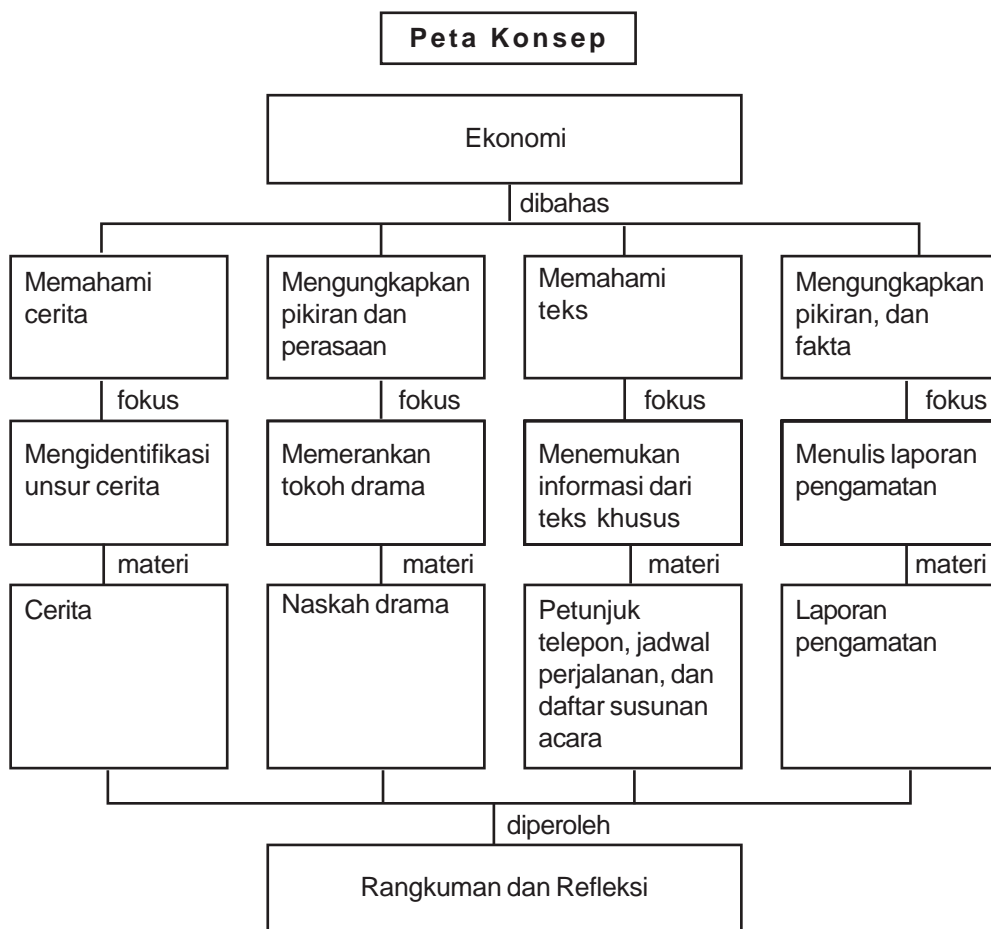 Peta Konsep
Ekonomi
dibahas
Memahami
cerita
Mengungkapkan
pikiran dan
perasaan
Memahami
teks
Mengungkapkan
pikiran, dan
fakta
fokus
fokus
fokus
fokus
Mengidentifikasi
unsur cerita
Memerankan
tokoh drama
Menemukan
informasi dari
teks khusus
Menulis laporan
pengamatan
materi
materi
materi
materi
Cerita
Naskah drama
Petunjuk
telepon, jadwal
perjalanan, dan
daftar susunan
acara
Laporan
pengamatan
diperoleh
Rangkuman dan Refleksi